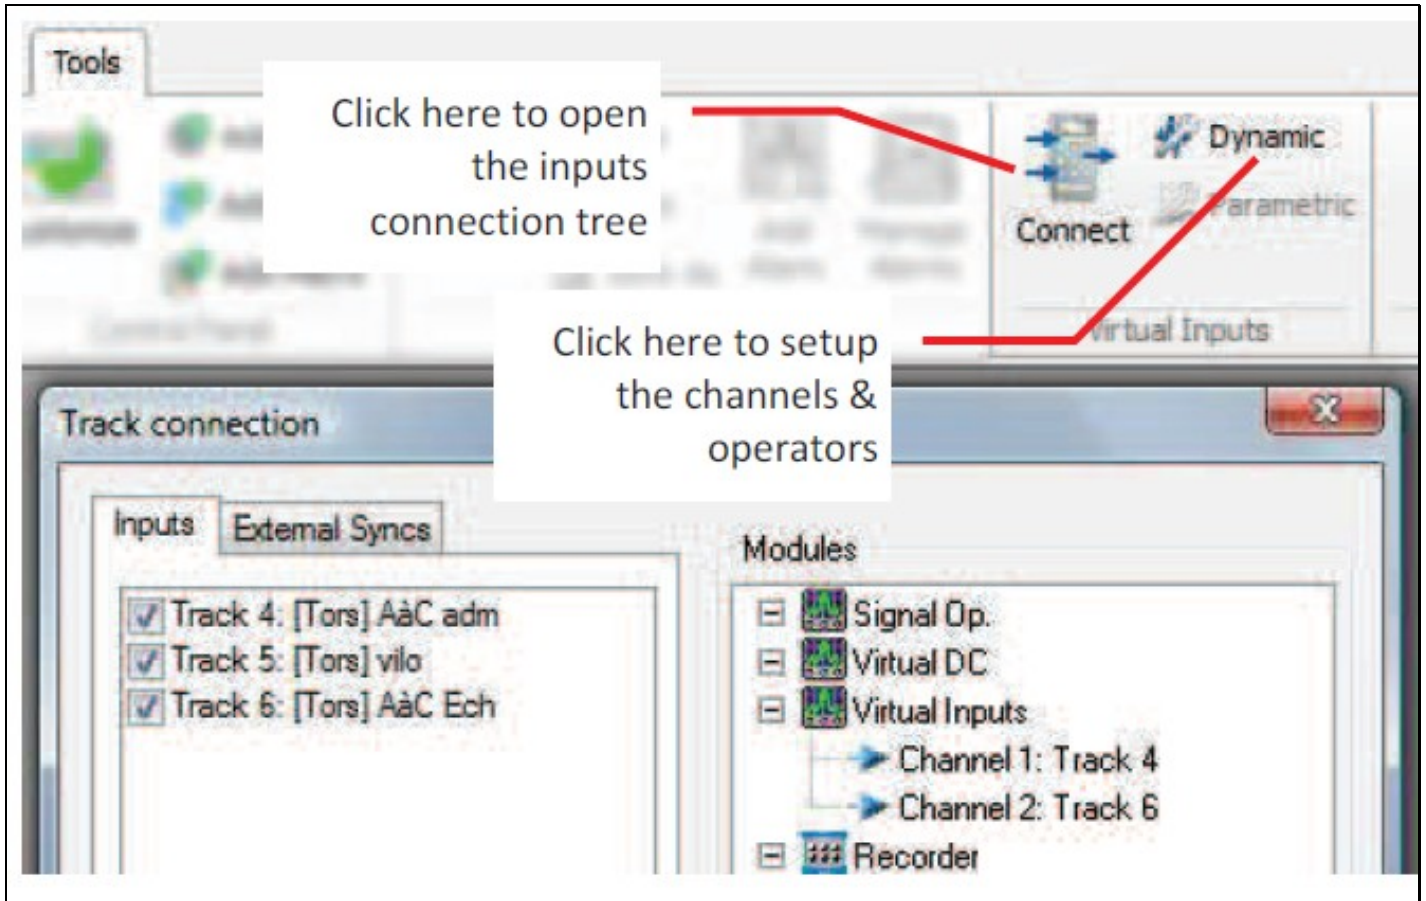 Tools
Click here to open
the inputs
connection tree
Connect
Dynamic
Parametric
Virtual Inputs
Click here to setup
the channels &
operators
Track connection
Inputs
External Syncs
Track 4: [Tors] AàC adm
Track 5: [Tors] vilo
Track 6: [Tors] AàC Ech
Modules
Signal Op.
Virtual DC
Virtual Inputs
Channel 1: Track 4
Channel 2: Track 6
Recorder